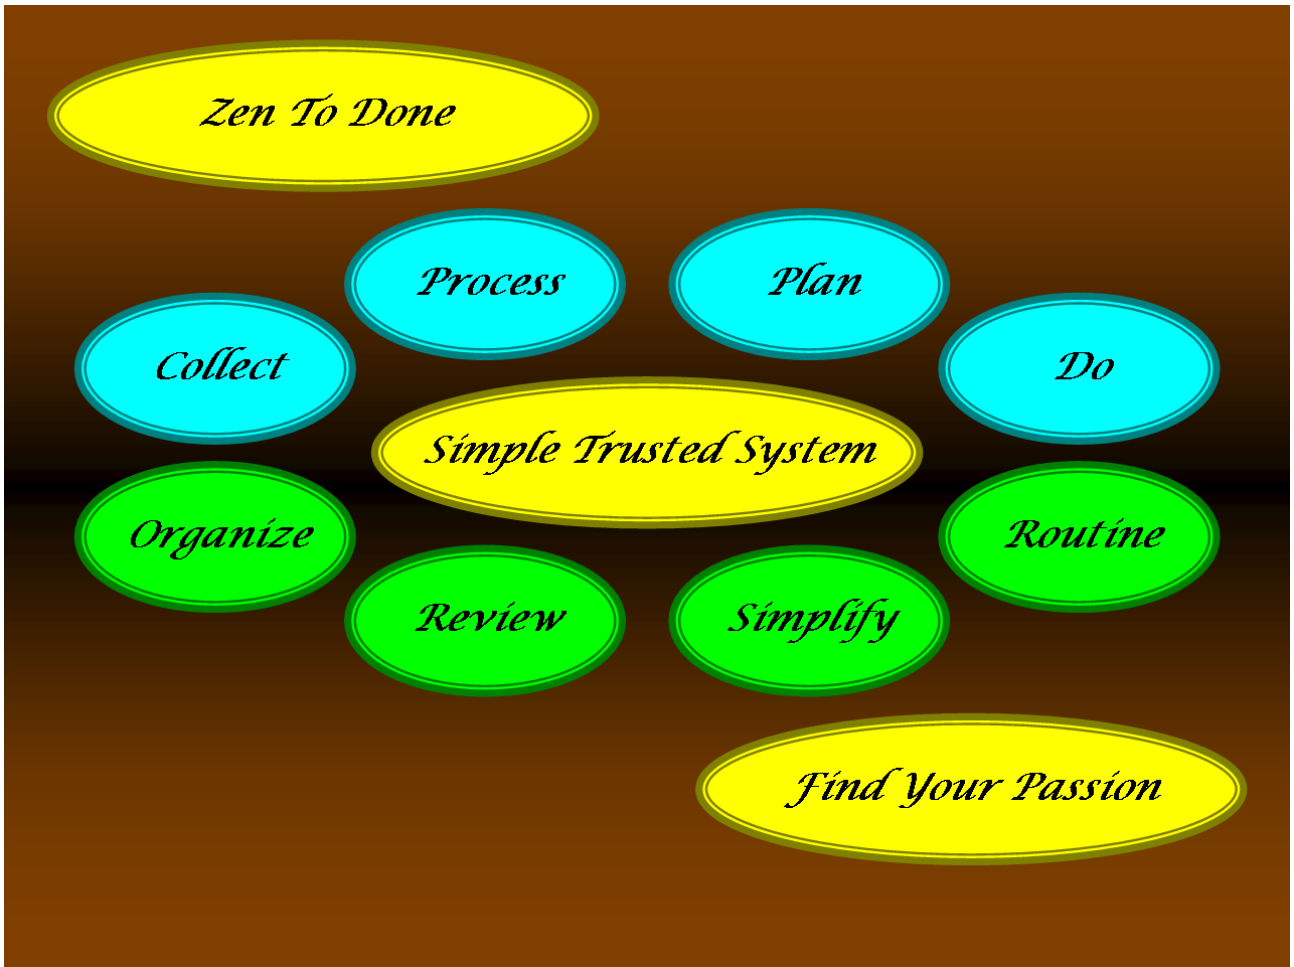 Zen To Done
Process
Plan
Collect
Do
Simple Trusted System
Organize
Routine
Review
Simplify
Find Your Passion